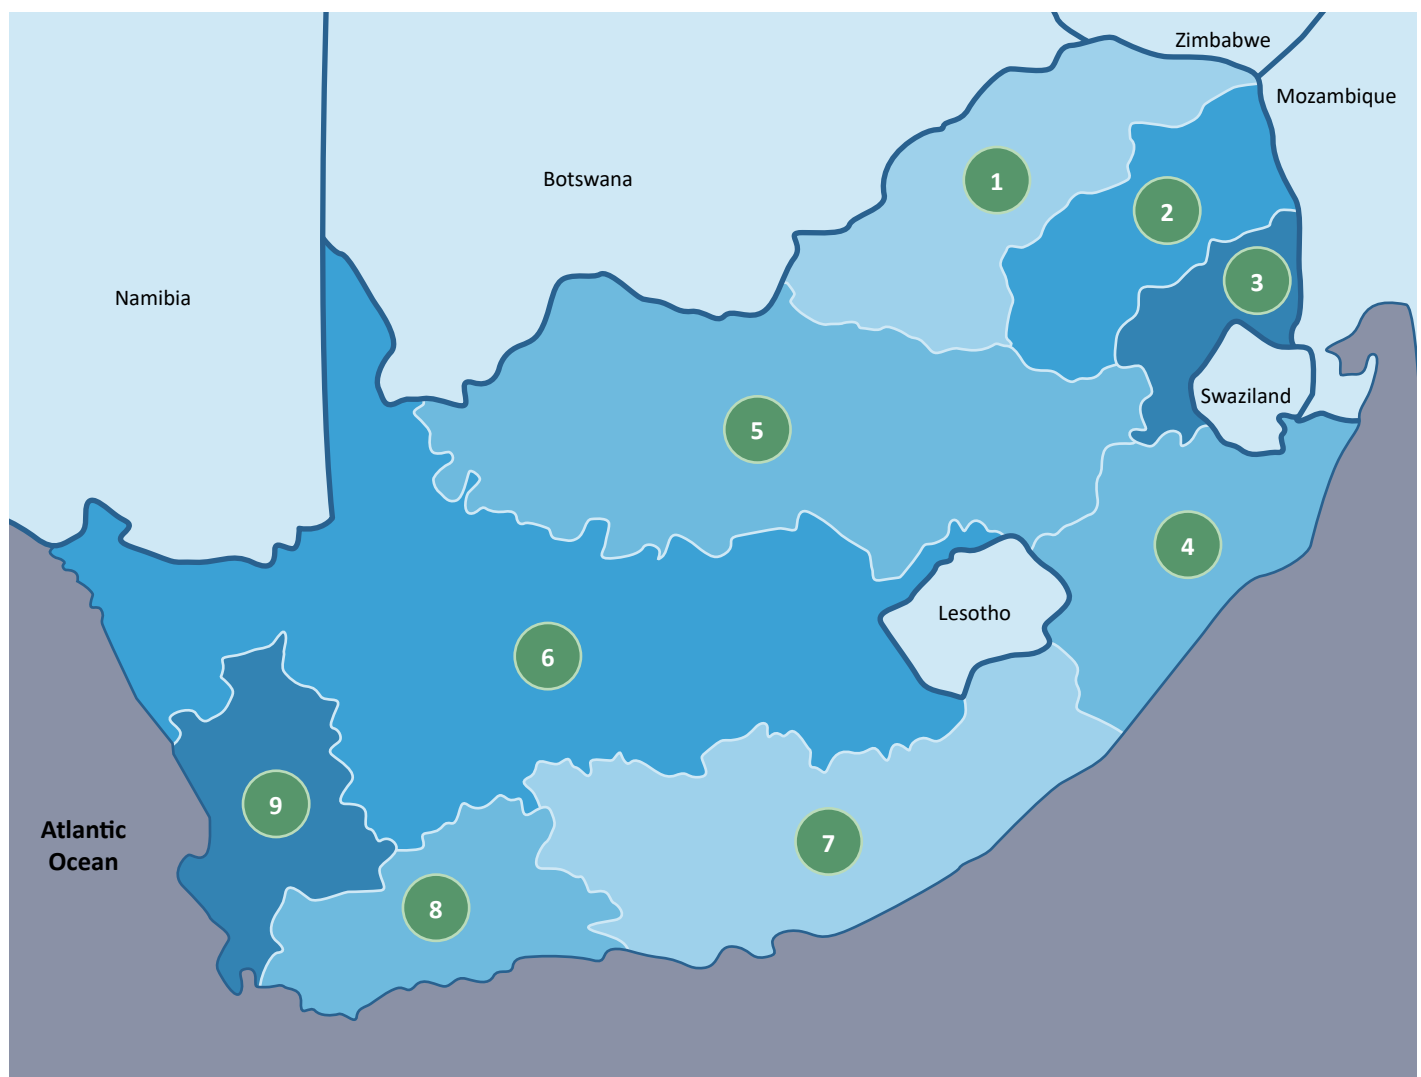 Zimbabwe
Mozambique
Botswana
1
2
3
Namibia
Swaziland
5
4
Lesotho
6
9
Atlantic
Ocean
7
8